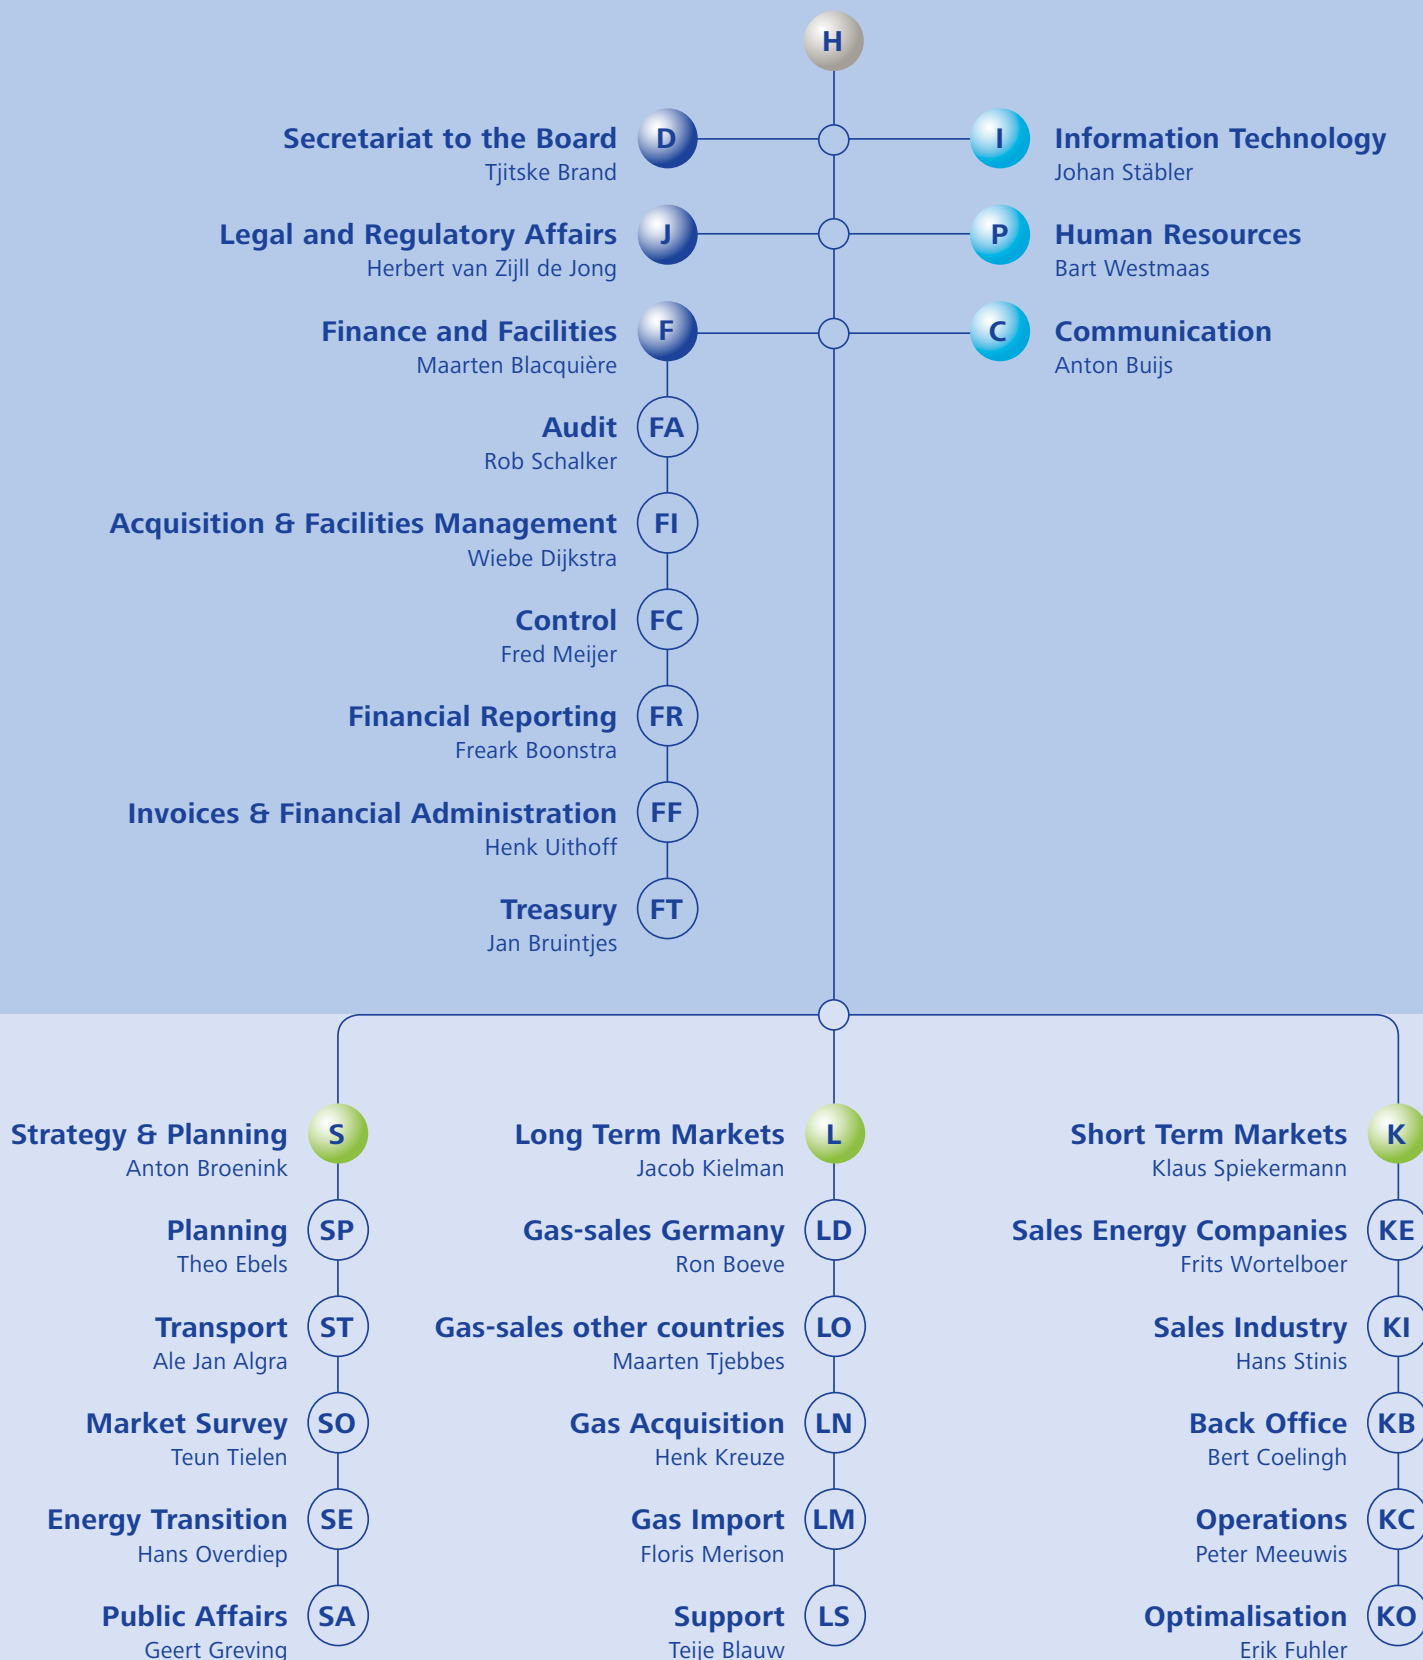 H
Secretariat to the Board D
Tjitske Brand
I Information Technology
Johan Stäbler
Legal and Regulatory Affairs J
Herbert van Zijll de Jong
P Human Resources
Bart Westmaas
Finance and Facilities F
Maarten Blacquière
C Communication
Anton Buijs
Audit FA
Rob Schalker
Acquisition & Facilities Management FI
Wiebe Dijkstra
Control FC
Fred Meijer
Financial Reporting FR
Freark Boonstra
Invoices & Financial Administration FF
Henk Uithoff
Treasury FT
Jan Bruintjes
Strategy & Planning S
Anton Broenink
Planning SP
Theo Ebels
Transport ST
Ale Jan Algra
Market Survey SO
Teun Tielen
Energy Transition SE
Hans Overdiep
Public Affairs SA
Geert Greving
Long Term Markets L
Jacob Kielman
Gas-sales Germany LD
Ron Boeve
Gas-sales other countries LO
Maarten Tjebbes
Gas Acquisition LN
Henk Kreuze
Gas Import LM
Floris Merison
Support LS
Teije Blauw
Short Term Markets K
Klaus Spiekermann
Sales Energy Companies KE
Frits Wortelboer
Sales Industry KI
Hans Stinis
Back Office KB
Bert Coelingh
Operations KC
Peter Meeuwis
Optimalisation KO
Erik Fuhler